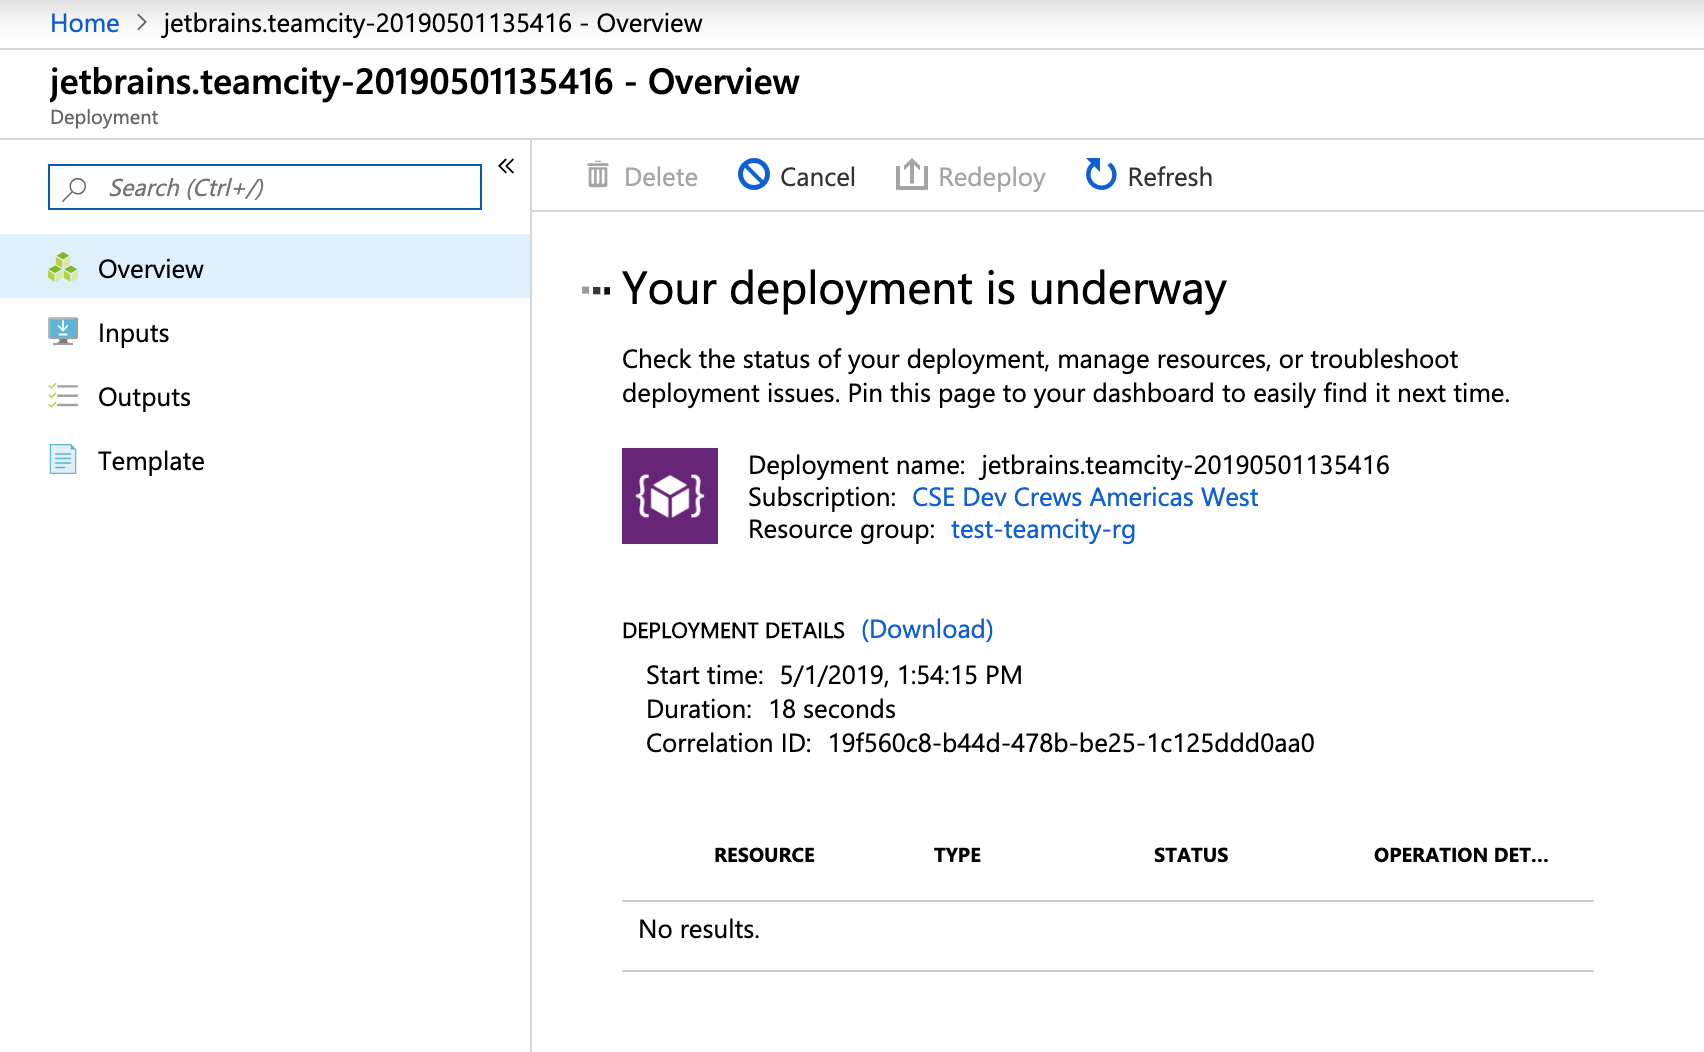 Home > jetbrains.teamcity-20190501135416 - Overview
jetbrains.teamcity-20190501135416 - Overview
Deployment
Search (Ctrl+/)
«
Overview
Inputs
Outputs
Template
Delete
Cancel
Redeploy
Refresh
Your deployment is underway
Check the status of your deployment, manage resources, or troubleshoot
deployment issues. Pin this page to your dashboard to easily find it next time.
Deployment name: jetbrains.teamcity-20190501135416
Subscription: CSE Dev Crews Americas West
Resource group: test-teamcity-rg
DEPLOYMENT DETAILS (Download)
Start time: 5/1/2019, 1:54:15 PM
Duration: 18 seconds
Correlation ID: 19f560c8-b44d-478b-be25-1c125ddd0aa0
RESOURCE TYPE STATUS OPERATION DET...
No results.